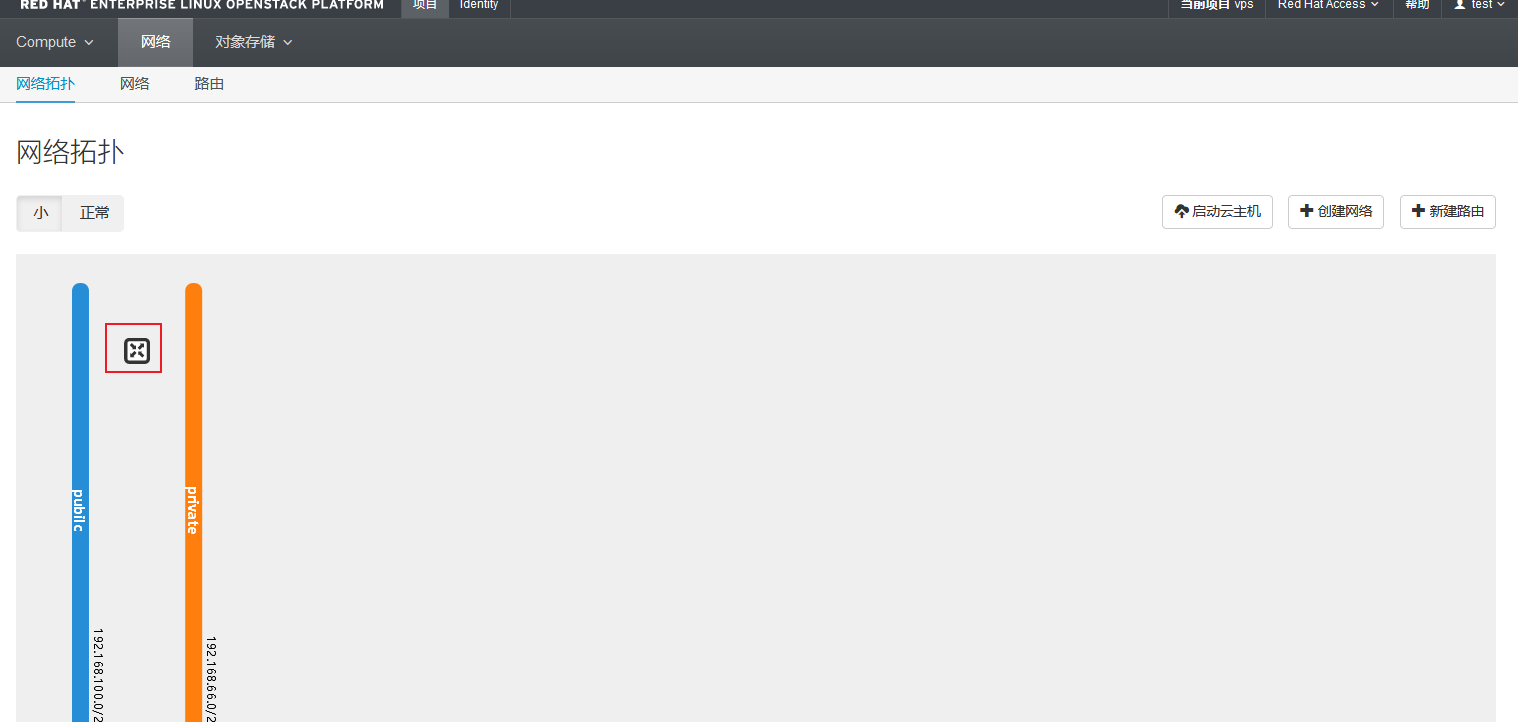 RED HAT ENTERPRISE LINUX OPENSTACK PLATFORM 项目 Identity 当前项目 vps Red Hat Access 帮助 test
Compute 网络 对象存储
网络拓扑 网络 路由
网络拓扑
小 正常 启动云主机 创建网络 新建路由
pubilc
private
192.168.100.0/2
192.168.66.0/2